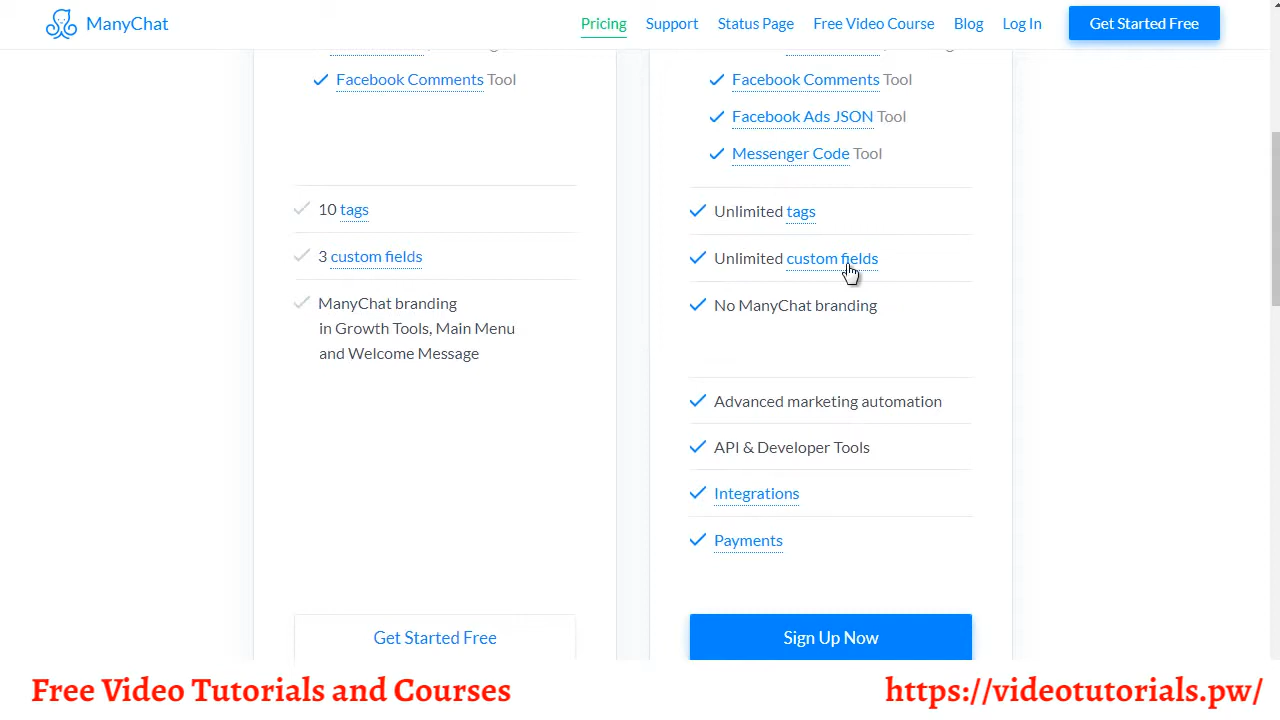 ManyChat
Pricing
Support
Status Page
Free Video Course
Blog
Log In
Get Started Free
Facebook Comments Tool
10 tags
3 custom fields
ManyChat branding
in Growth Tools, Main Menu
and Welcome Message
Get Started Free
Facebook Comments Tool
Facebook Ads JSON Tool
Messenger Code Tool
Unlimited tags
Unlimited custom fields
No ManyChat branding
Advanced marketing automation
API & Developer Tools
Integrations
Payments
Sign Up Now
Free Video Tutorials and Courses
https://videotutorials.pw/